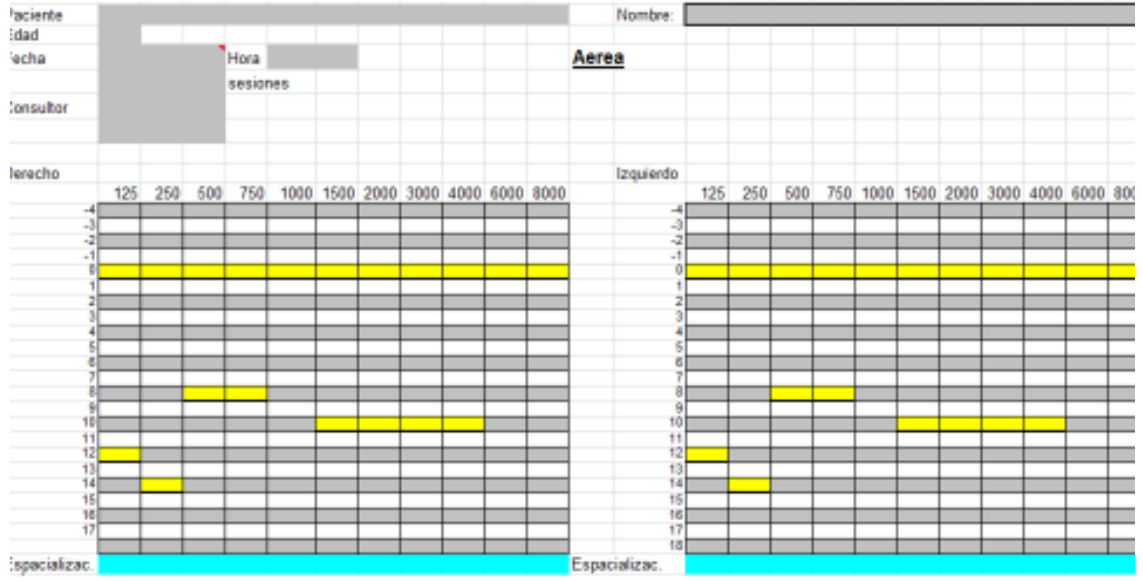 Paciente Nombre:
Edad
Fecha Hora Aerea
sesiones
Consultor
Derecho Izquierdo
125 250 500 750 1000 1500 2000 3000 4000 6000 8000 125 250 500 750 1000 1500 2000 3000 4000 6000 800
-4 -4
-3 -3
-2 -2
-1 -1
0 0
1 1
2 2
3 3
4 4
5 5
6 6
7 7
8 8
9 9
10 10
11 11
12 12
13 13
14 14
15 15
16 16
17 17
18
Espacializac. Espacializac.